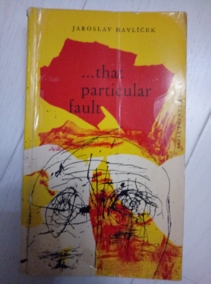 JAROSLAV HAVLÍČEK
...that
particular
fault